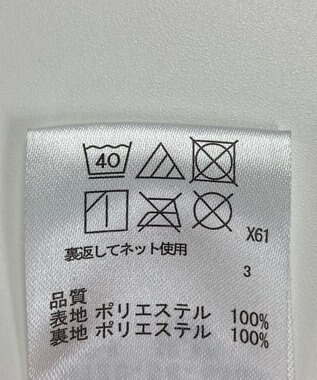 40
X61
裏返してネット使用
3
品質
表地 ポリエステル 100%
裏地 ポリエステル 100%